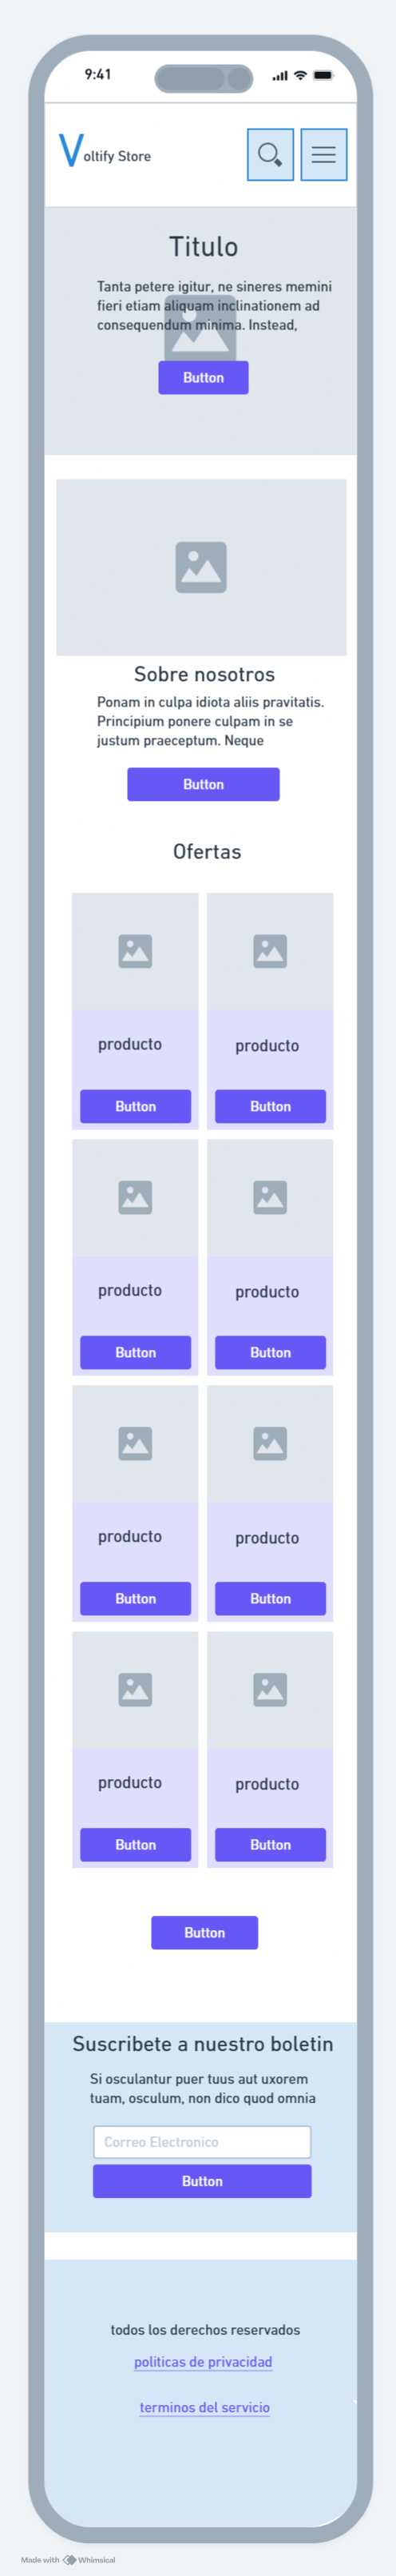 9:41
Voltify Store
Titulo
Tanta petere igitur, ne sineres memini
fieri etiam aliquam inclinationem ad
consequendum minima. Instead,
Button
Sobre nosotros
Ponam in culpa idiota aliis pravitatis.
Principium ponere culpam in se
justum praeceptum. Neque
Button
Ofertas
producto producto
Button Button
producto producto
Button Button
producto producto
Button Button
producto producto
Button Button
Button
Suscribete a nuestro boletin
Si osculantur puer tuus aut uxorem
tuam, osculum, non dico quod omnia
Correo Electronico
Button
todos los derechos reservados
politicas de privacidad
terminos del servicio
Made with Whimsical